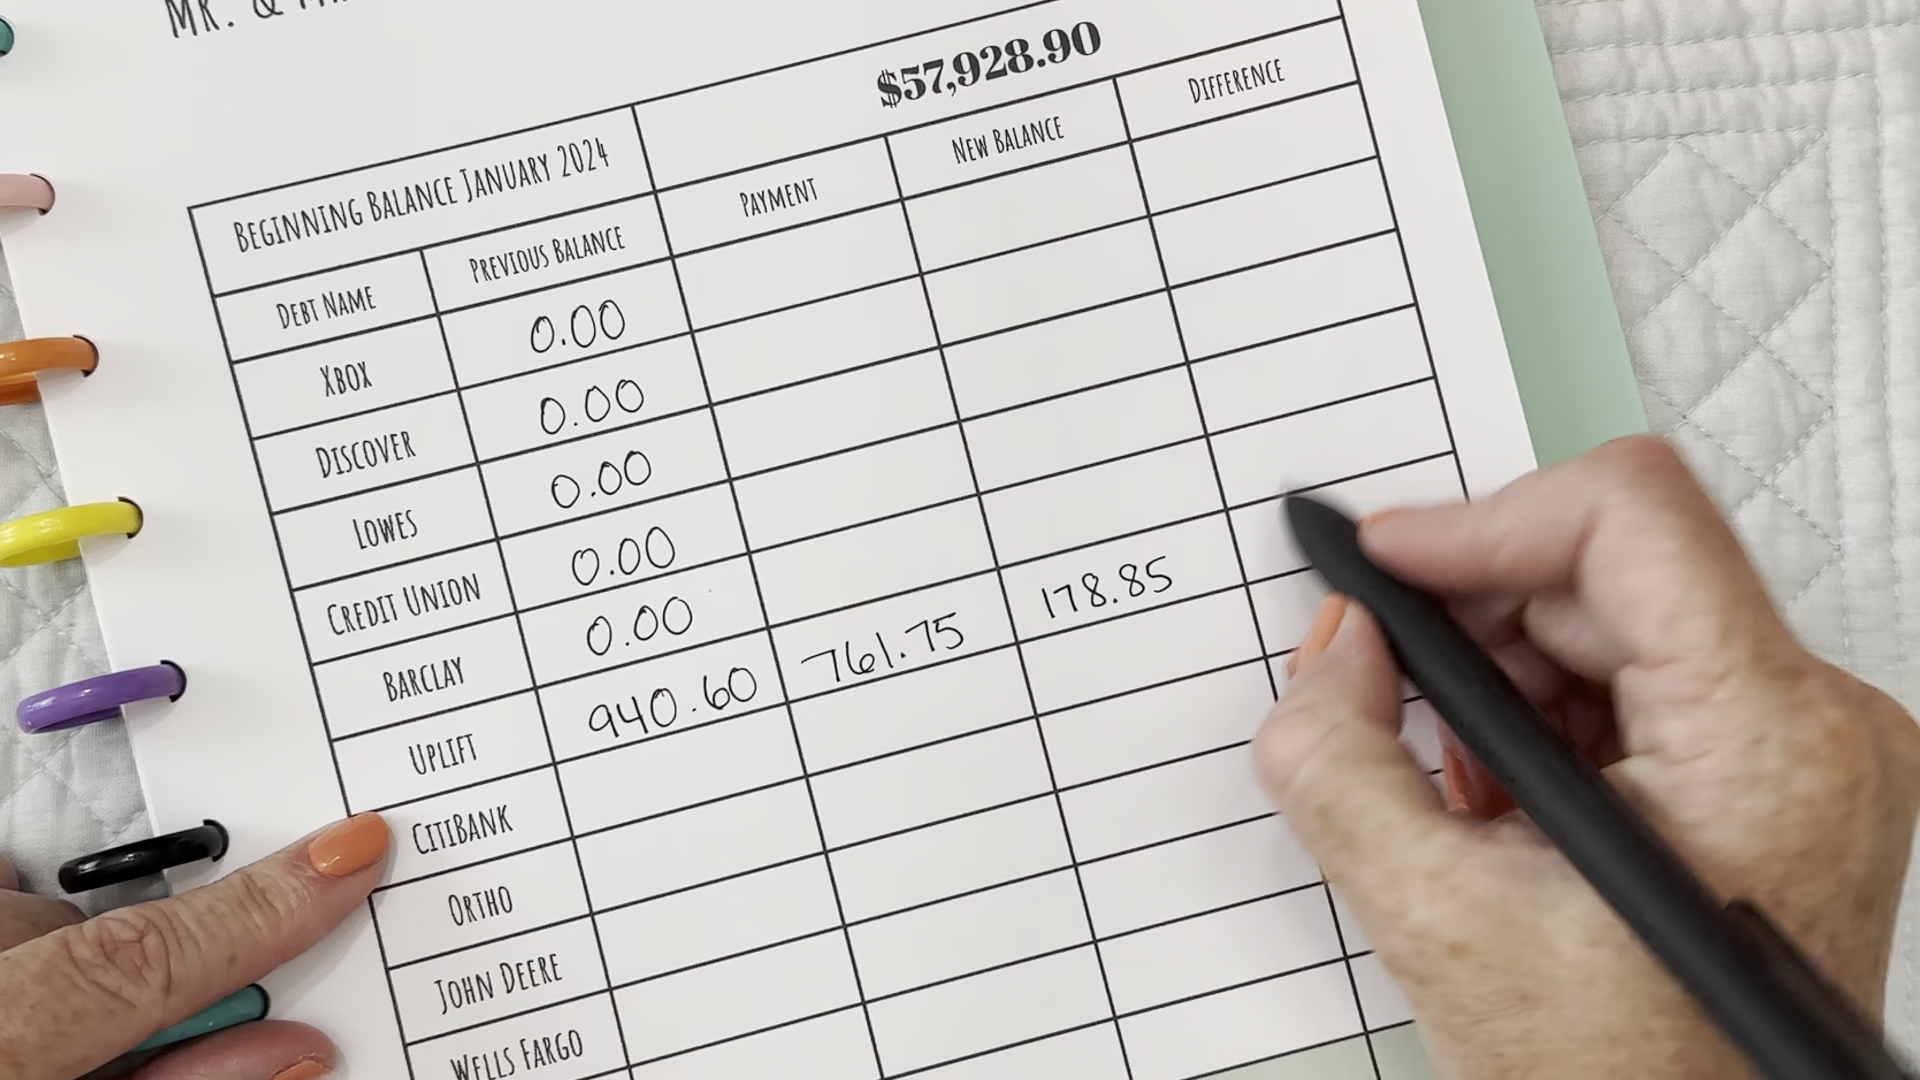 MR. &
$57,928.90
BEGINNING BALANCE JANUARY 2024
DEBT NAME PREVIOUS BALANCE PAYMENT NEW BALANCE DIFFERENCE
XBOX 0.00
DISCOVER 0.00
LOWES 0.00
CREDIT UNION 0.00
BARCLAY 0.00
UPLIFT 940.60 761.75 178.85
CITIBANK
ORTHO
JOHN DEERE
WELLS FARGO